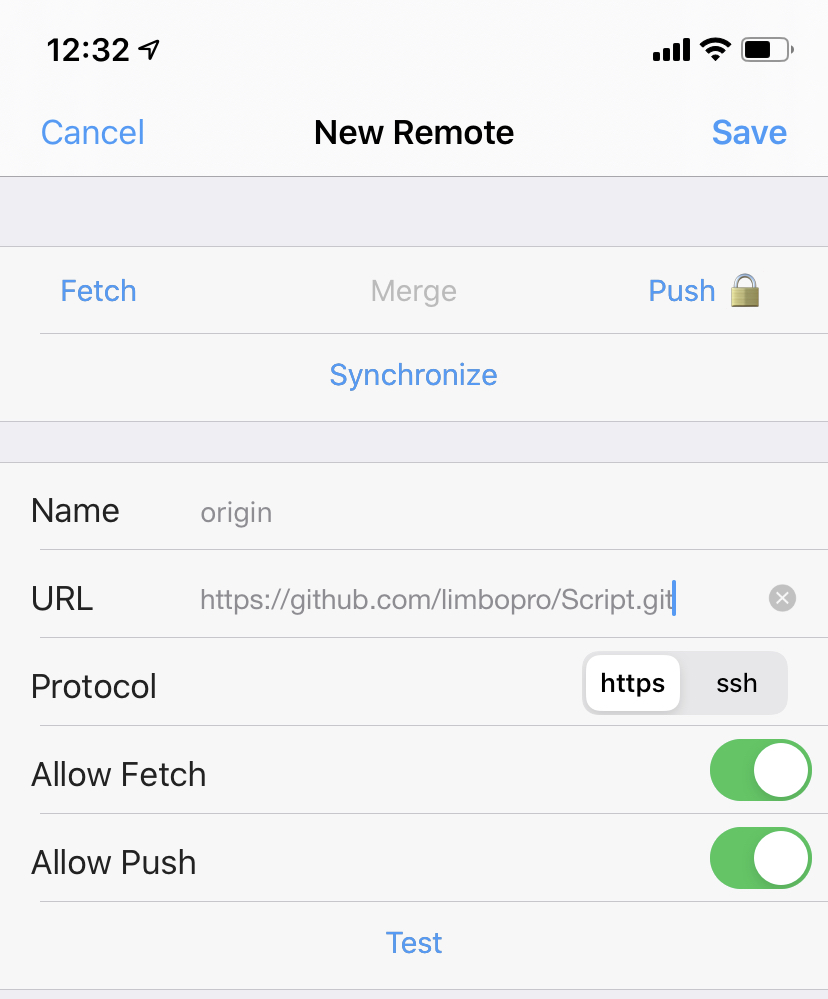 12:32
Cancel New Remote Save
Fetch Merge Push
Synchronize
Name origin
URL https://github.com/limbopro/Script.git
Protocol https ssh
Allow Fetch
Allow Push
Test